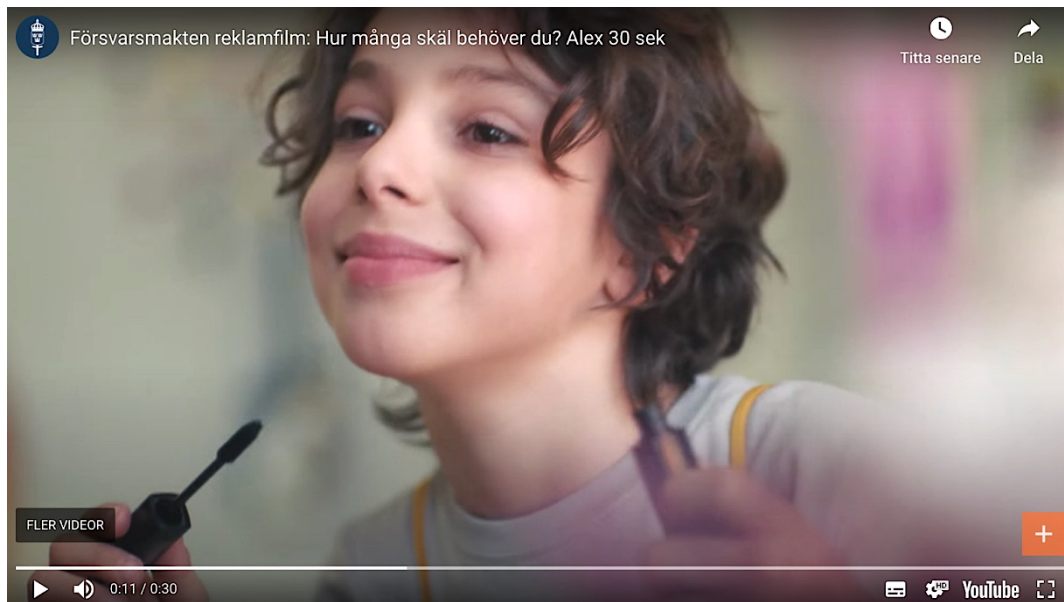 Försvarsmakten reklamfilm: Hur många skäl behöver du? Alex 30 sek
Titta senare
Dela
FLER VIDEOR
0:11 / 0:30
HD
YouTube